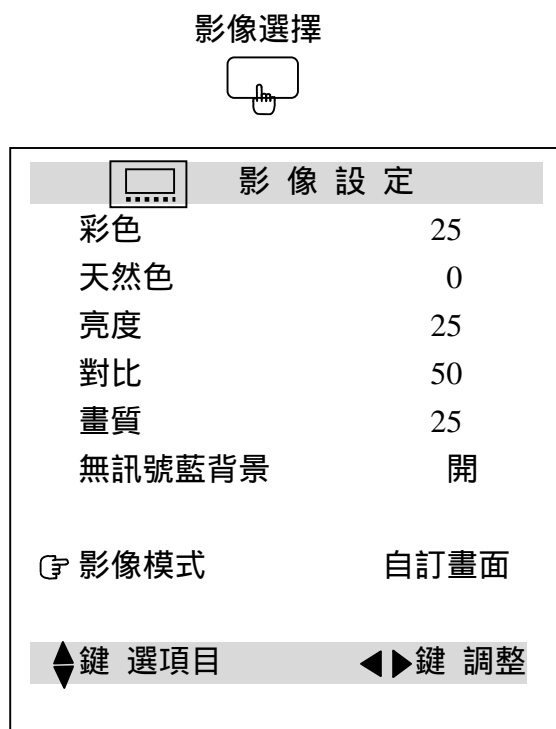 影像選擇
影 像 設 定
彩色 25
天然色 0
亮度 25
對比 50
畫質 25
無訊號藍背景 開
影像模式 自訂畫面
鍵 選項目 鍵 調整